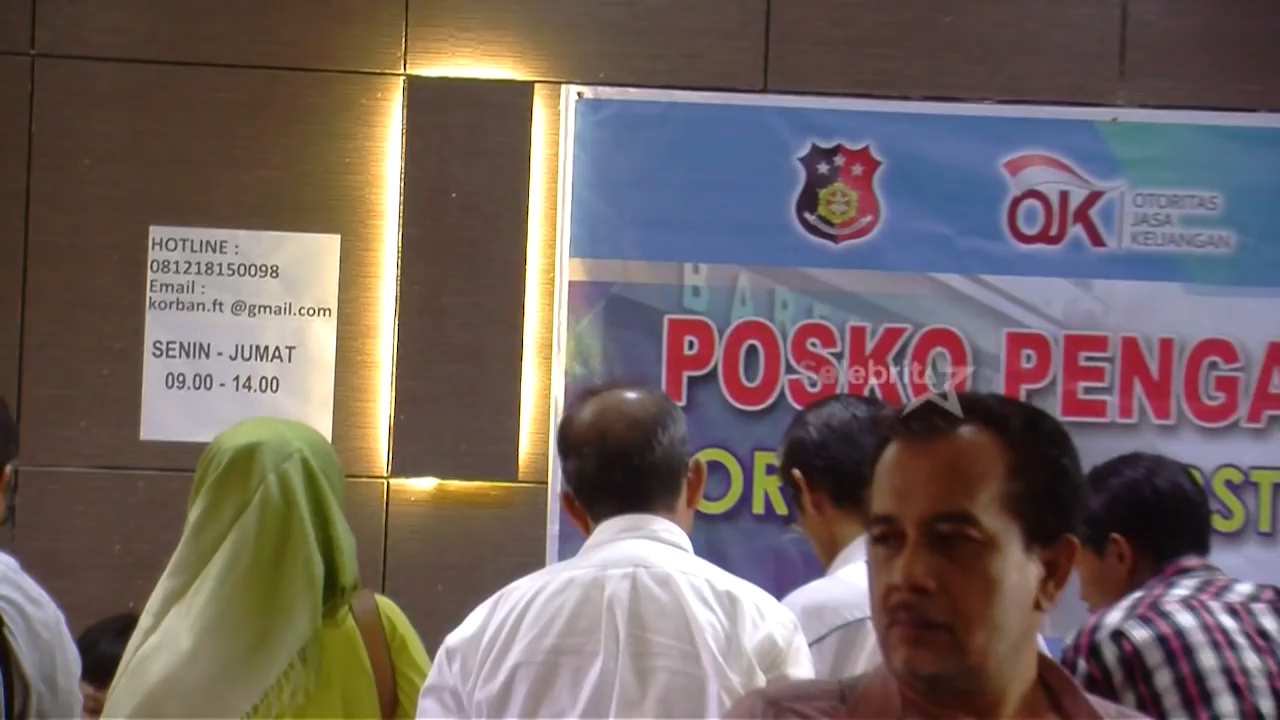 HOTLINE :
081218150098
Email :
korban.ft @gmail.com
SENIN - JUMAT
09.00 - 14.00
OJK
OTORITAS
JASA
KEUANGAN
POSKO PENGA
Selebrita